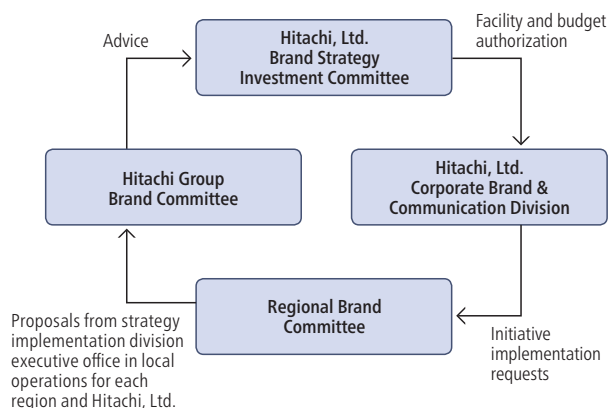 Advice
Hitachi, Ltd.
Brand Strategy
Investment Committee
Facility and budget
authorization
Hitachi Group
Brand Committee
Hitachi, Ltd.
Corporate Brand &
Communication Division
Regional Brand
Committee
Proposals from strategy
implementation division
executive office in local
operations for each
region and Hitachi, Ltd.
Initiative
implementation
requests